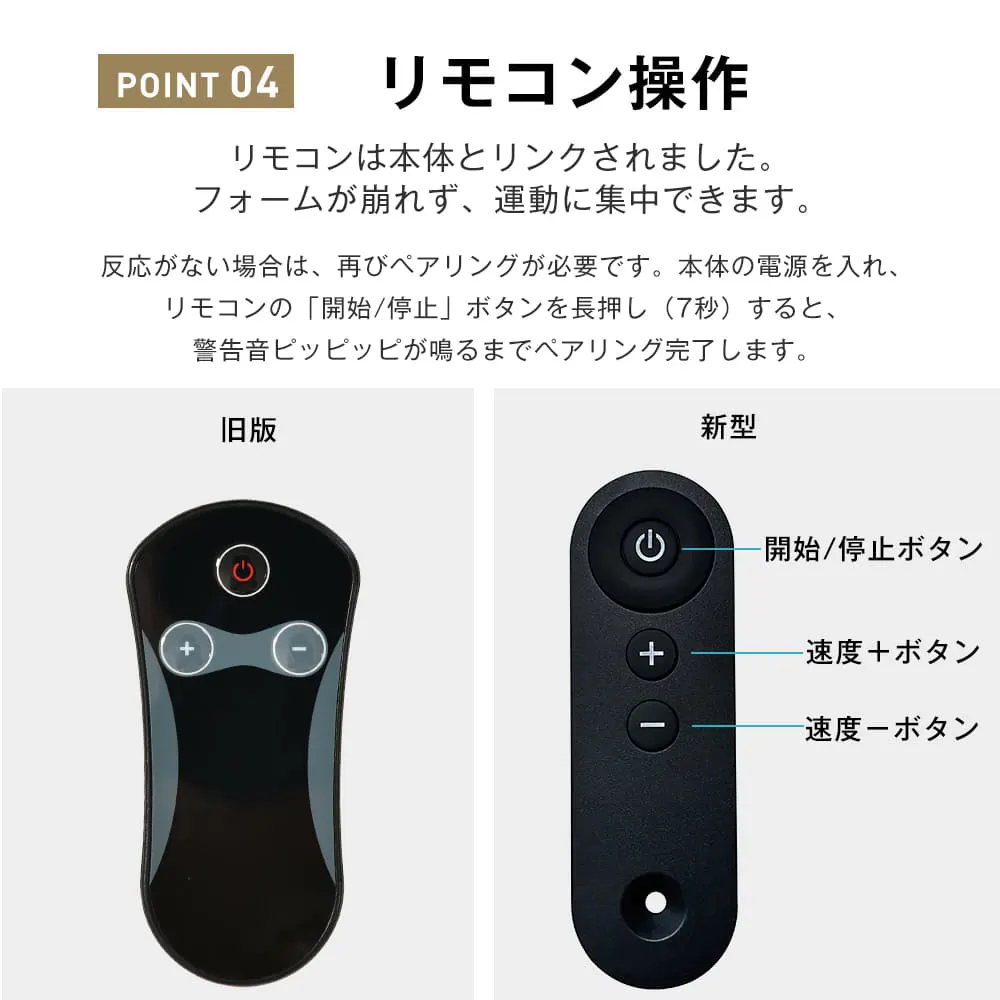 POINT 04
リモコン操作
リモコンは本体とリンクされました。
フォームが崩れず、運動に集中できます。
反応がない場合は、再びペアリングが必要です。本体の電源を入れ、
リモコンの「開始/停止」ボタンを長押し（7秒）すると、
警告音ピッピッピが鳴るまでペアリング完了します。
旧版
新型
開始/停止ボタン
速度＋ボタン
速度－ボタン